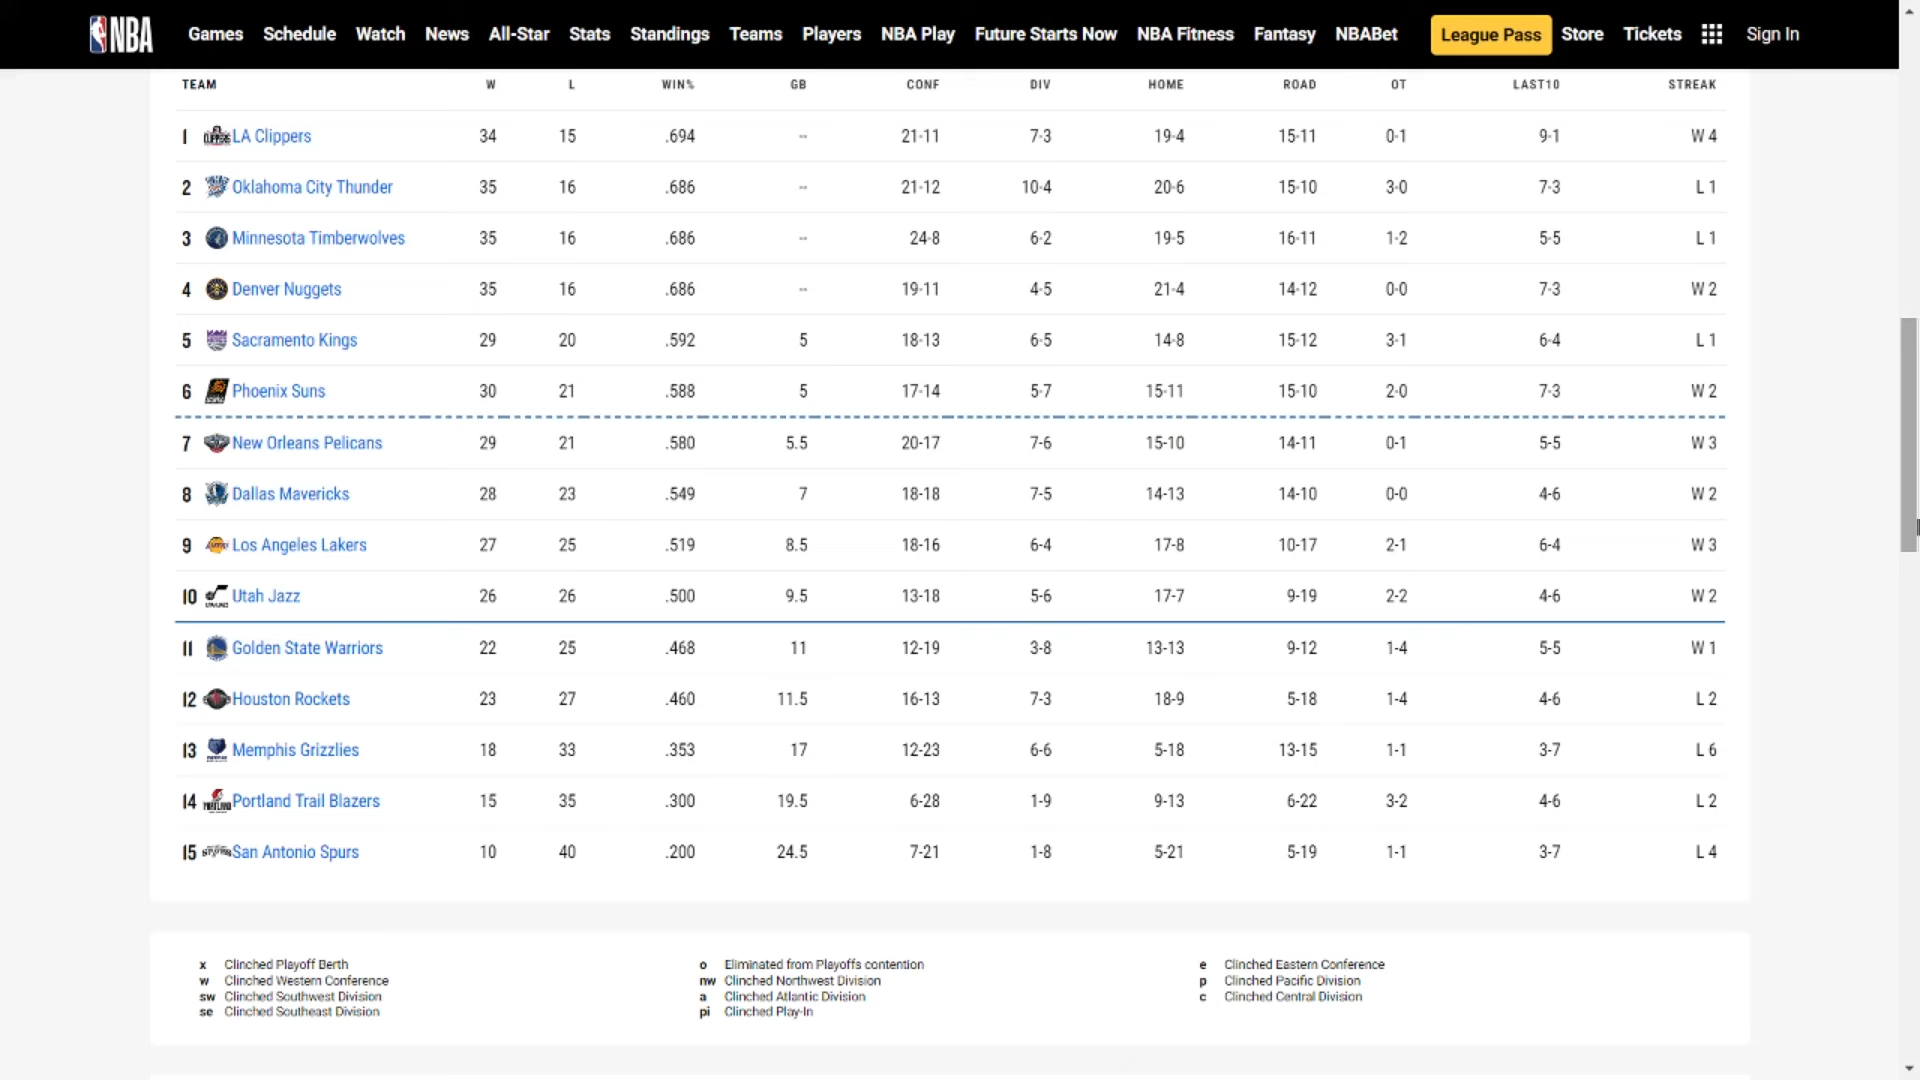 NBA Games Schedule Watch News All-Star Stats Standings Teams Players NBA Play Future Starts Now NBA Fitness Fantasy NBABet League Pass Store Tickets Sign In
TEAM W L WIN% GB CONF DIV HOME ROAD OT LAST10 STREAK
1 LA Clippers 34 15 .694 -- 21-11 7-3 19-4 15-11 0-1 9-1 W 4
2 Oklahoma City Thunder 35 16 .686 -- 21-12 10-4 20-6 15-10 3-0 7-3 L 1
3 Minnesota Timberwolves 35 16 .686 -- 24-8 6-2 19-5 16-11 1-2 5-5 L 1
4 Denver Nuggets 35 16 .686 -- 19-11 4-5 21-4 14-12 0-0 7-3 W 2
5 Sacramento Kings 29 20 .592 5 18-13 6-5 14-8 15-12 3-1 6-4 L 1
6 Phoenix Suns 30 21 .588 5 17-14 5-7 15-11 15-10 2-0 7-3 W 2
7 New Orleans Pelicans 29 21 .580 5.5 20-17 7-6 15-10 14-11 0-1 5-5 W 3
8 Dallas Mavericks 28 23 .549 7 18-18 7-5 14-13 14-10 0-0 4-6 W 2
9 Los Angeles Lakers 27 25 .519 8.5 18-16 6-4 17-8 10-17 2-1 6-4 W 3
10 Utah Jazz 26 26 .500 9.5 13-18 5-6 17-7 9-19 2-2 4-6 W 2
11 Golden State Warriors 22 25 .468 11 12-19 3-8 13-13 9-12 1-4 5-5 W 1
12 Houston Rockets 23 27 .460 11.5 16-13 7-3 18-9 5-18 1-4 4-6 L 2
13 Memphis Grizzlies 18 33 .353 17 12-23 6-6 5-18 13-15 1-1 3-7 L 6
14 Portland Trail Blazers 15 35 .300 19.5 6-28 1-9 9-13 6-22 3-2 4-6 L 2
15 San Antonio Spurs 10 40 .200 24.5 7-21 1-8 5-21 5-19 1-1 3-7 L 4
x Clinched Playoff Berth o Eliminated from Playoffs contention e Clinched Eastern Conference
w Clinched Western Conference nw Clinched Northwest Division p Clinched Pacific Division
sw Clinched Southwest Division a Clinched Atlantic Division c Clinched Central Division
se Clinched Southeast Division pi Clinched Play-In